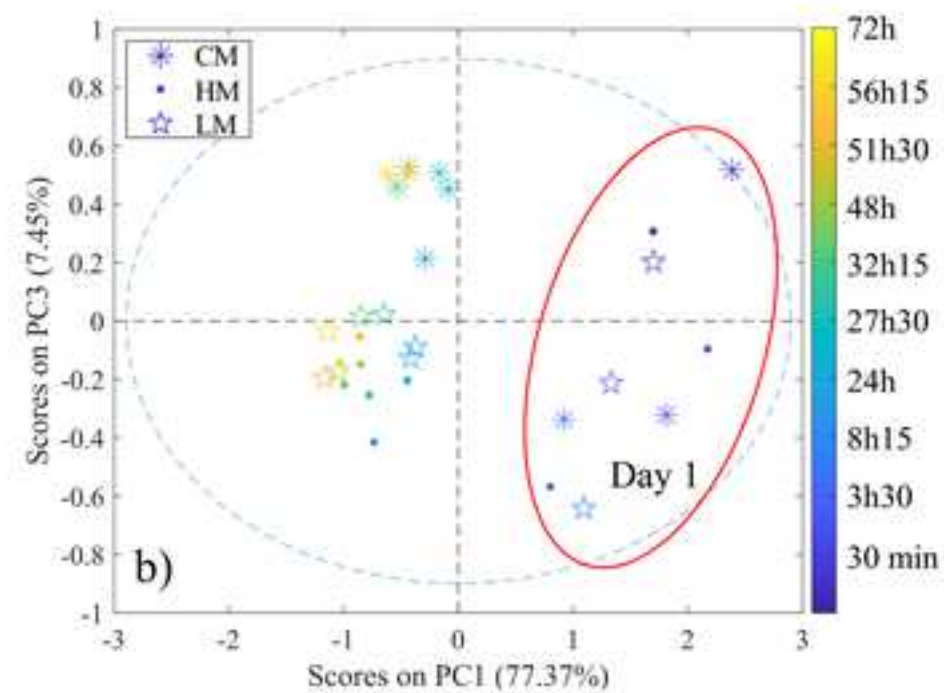 1
0.8
0.6
0.4
0.2
0
-0.2
-0.4
-0.6
-0.8
-1
Scores on PC3 (7.45%)
CM
HM
LM
Day 1
b)
-3
-2
-1
0
1
2
3
Scores on PC1 (77.37%)
72h
56h15
51h30
48h
32h15
27h30
24h
8h15
3h30
30 min